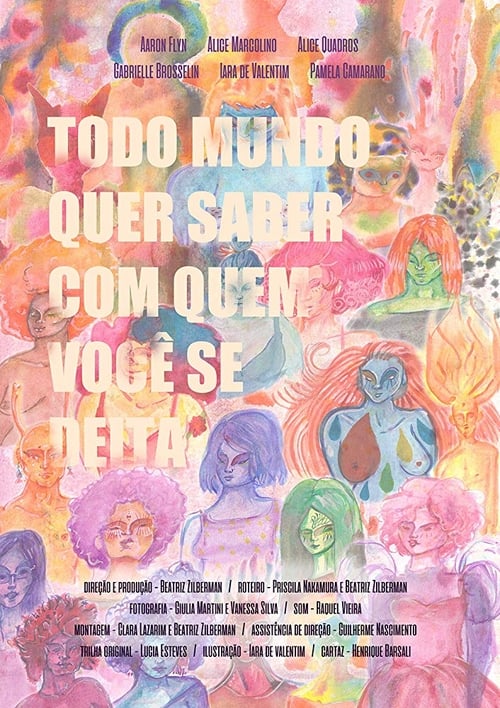 Aaron Flyn Alice Marcolino Alice Quadros
Gabrielle Brosselin Iara de Valentim Pamela Camarano
TODO MUNDO
QUER SABER
COM QUEM
VOCÊ SE
DEITA
direção e produção - Beatriz Zilberman / roteiro - Priscila Nakamura e Beatriz Zilberman
fotografia - Giulia Martini e Vanessa Silva / som - Raquel Vieira
montagem - Clara Lazarim e Beatriz Zilberman / assistência de direção - Guilherme Nascimento
trilha original - Lucia Esteves / ilustração - Iara de Valentim / cartaz - Henrique Barsali